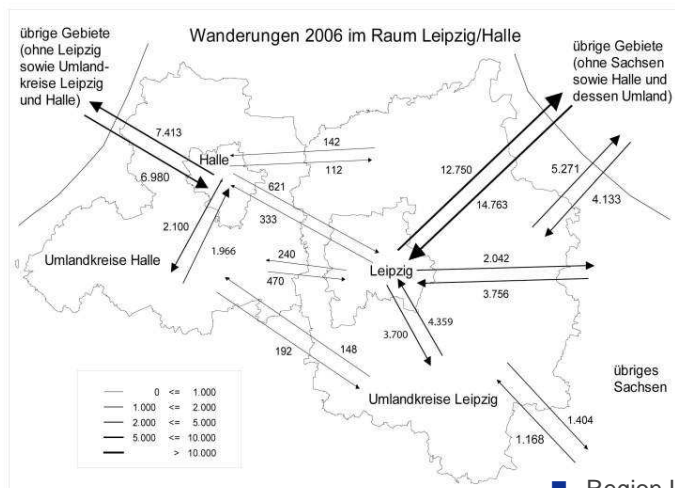 Wanderungen 2006 im Raum Leipzig/Halle
übrige Gebiete
(ohne Leipzig
sowie Umland-
kreise Leipzig
und Halle)
übrige Gebiete
(ohne Sachsen
sowie Halle und
dessen Umland)
7.413
6.980
Halle
142
112
621
333
2.100
1.966
Umlandkreise Halle
12.750
14.763
5.271
4.133
240
470
Leipzig
2.042
3.756
3.700
4.359
192
148
Umlandkreise Leipzig
übriges
Sachsen
1.404
1.168
0 <= 1.000
1.000 <= 2.000
2.000 <= 5.000
5.000 <= 10.000
> 10.000